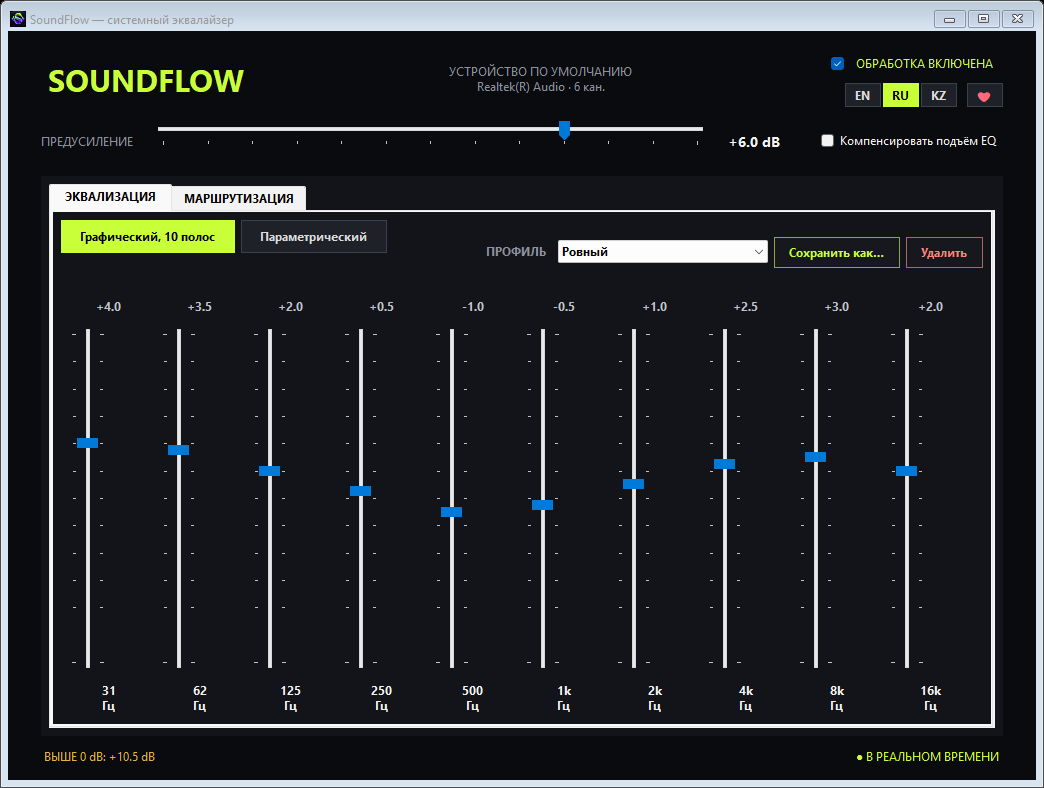 SoundFlow — системный эквалайзер
SOUNDFLOW
УСТРОЙСТВО ПО УМОЛЧАНИЮ
Realtek(R) Audio · 6 кан.
ОБРАБОТКА ВКЛЮЧЕНА
EN RU KZ
ПРЕДУСИЛЕНИЕ
+6.0 dB
Компенсировать подъём EQ
ЭКВАЛИЗАЦИЯ МАРШРУТИЗАЦИЯ
Графический, 10 полос Параметрический
ПРОФИЛЬ Ровный Сохранить как... Удалить
+4.0 +3.5 +2.0 +0.5 -1.0 -0.5 +1.0 +2.5 +3.0 +2.0
31 62 125 250 500 1k 2k 4k 8k 16k
Гц Гц Гц Гц Гц Гц Гц Гц Гц Гц
ВЫШЕ 0 dB: +10.5 dB
● В РЕАЛЬНОМ ВРЕМЕНИ